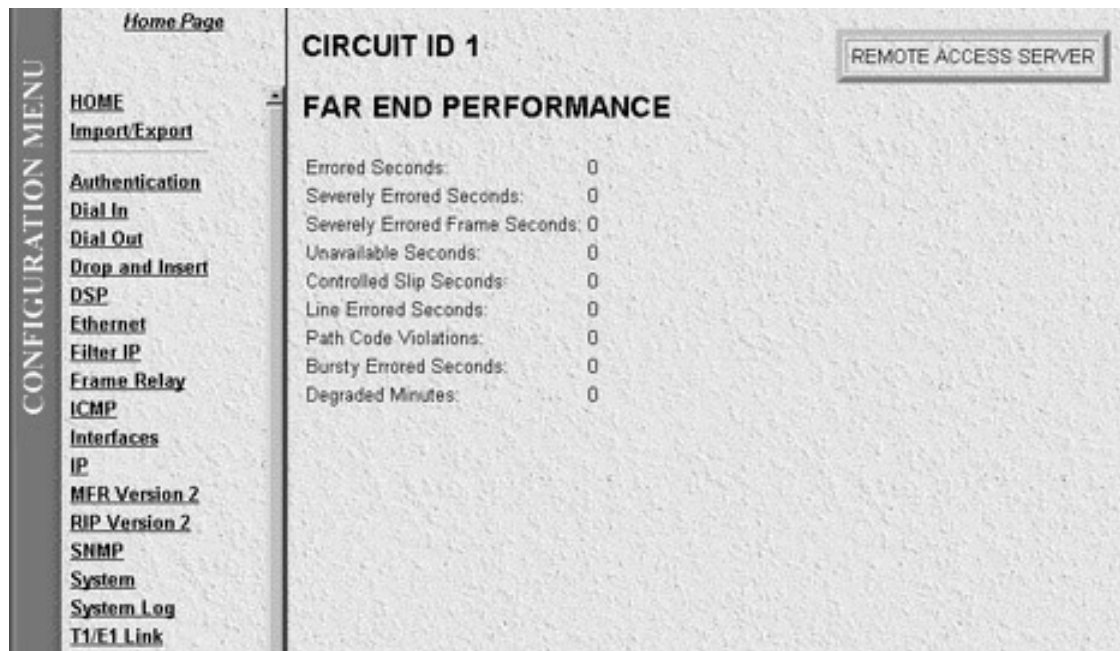 CONFIGURATION MENU
Home Page
HOME
Import/Export
Authentication
Dial In
Dial Out
Drop and Insert
DSP
Ethernet
Filter IP
Frame Relay
ICMP
Interfaces
IP
MFR Version 2
RIP Version 2
SNMP
System
System Log
T1/E1 Link
CIRCUIT ID 1
REMOTE ACCESS SERVER
FAR END PERFORMANCE
Errored Seconds: 0
Severely Errored Seconds: 0
Severely Errored Frame Seconds: 0
Unavailable Seconds: 0
Controlled Slip Seconds: 0
Line Errored Seconds: 0
Path Code Violations: 0
Bursty Errored Seconds: 0
Degraded Minutes: 0